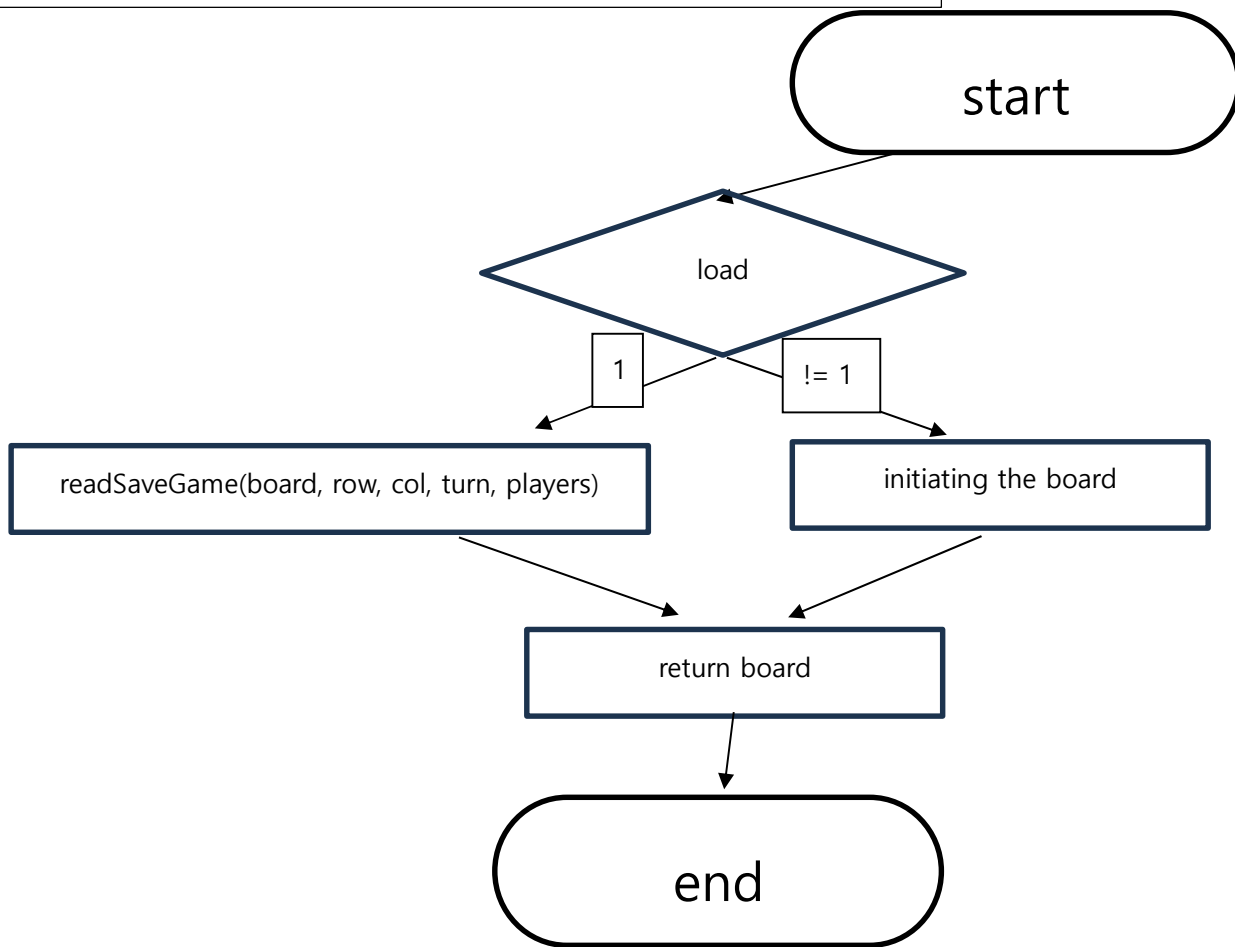 start
load
1
!= 1
readSaveGame(board, row, col, turn, players)
initiating the board
return board
end